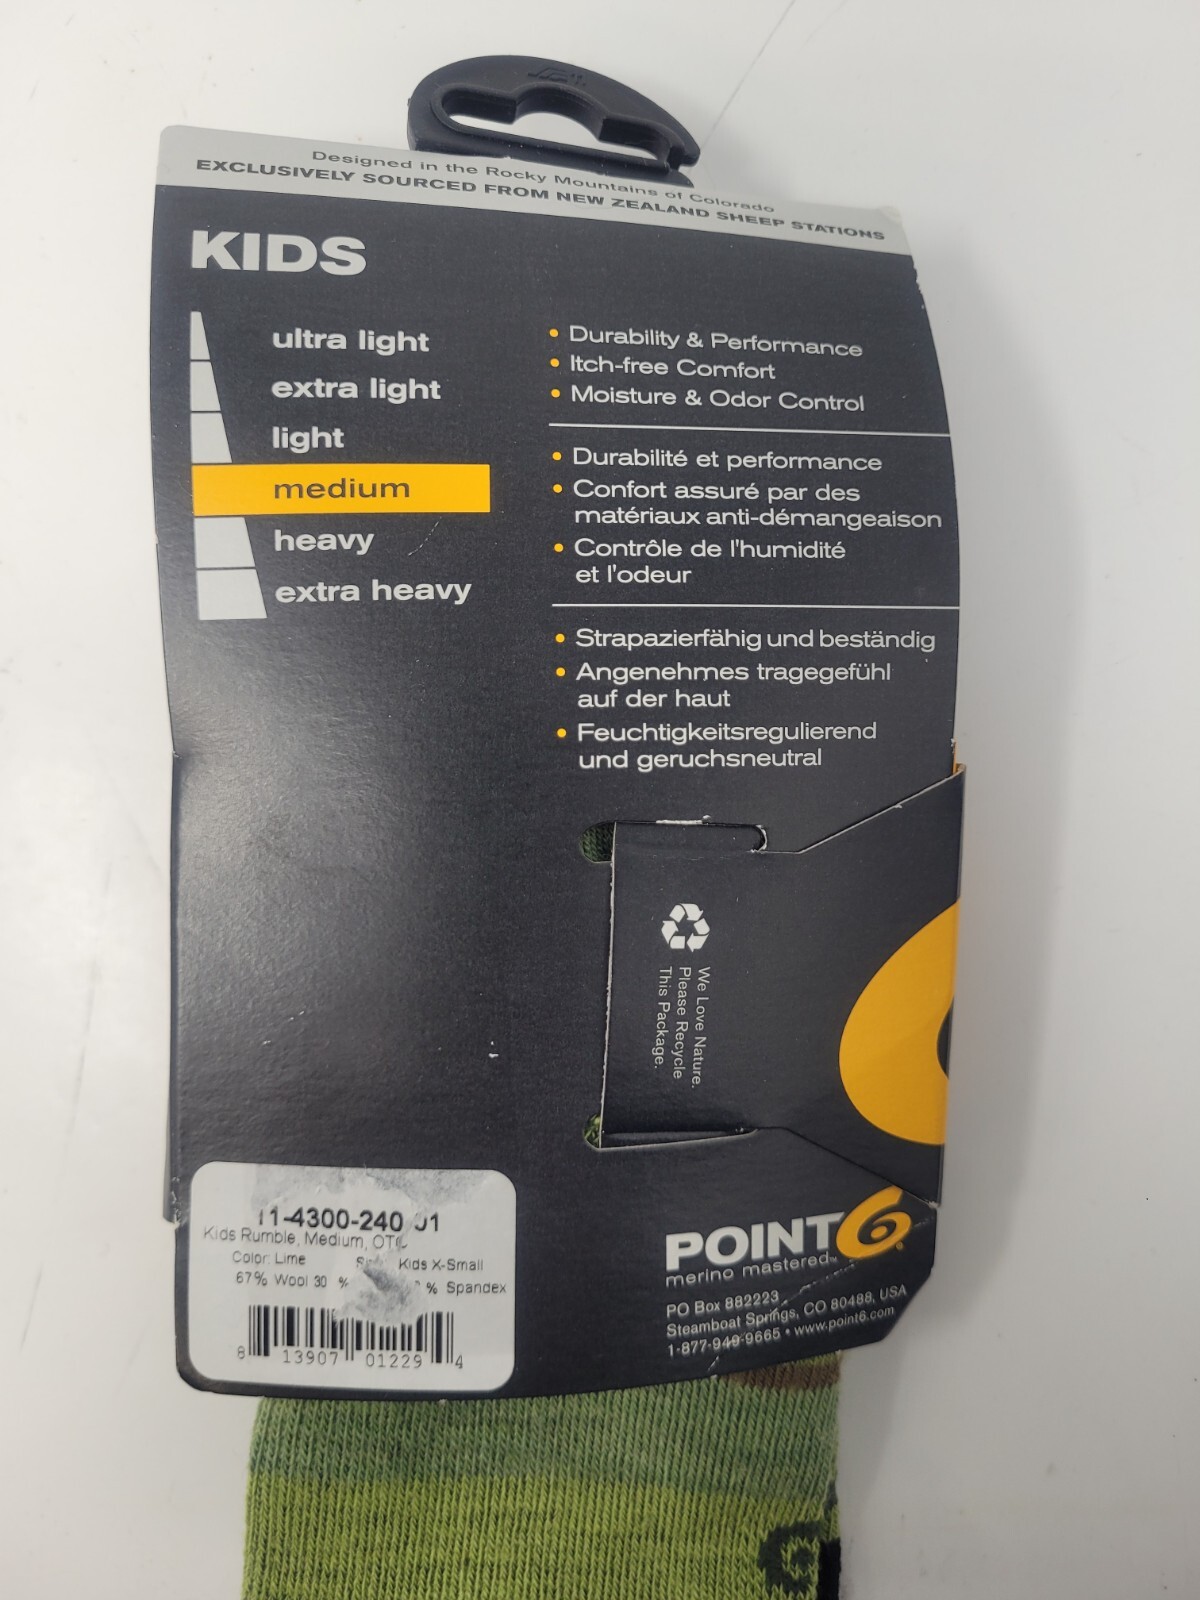 Designed in the Rocky Mountains of Colorado
EXCLUSIVELY SOURCED FROM NEW ZEALAND SHEEP STATIONS
KIDS
ultra light
extra light
light
medium
heavy
extra heavy
• Durability & Performance
• Itch-free Comfort
• Moisture & Odor Control
• Durabilité et performance
• Confort assuré par des
matériaux anti-démangeaison
• Contrôle de l'humidité
et l'odeur
• Strapazierfähig und beständig
• Angenehmes tragegefühl
auf der haut
• Feuchtigkeitsregulierend
und geruchsneutral
We Love Nature.
Please Recycle
This Package.
11-4300-240 01
Kids Rumble, Medium, OTC
Color: Lime Kids X-Small
67% Wool 30 % % Spandex
8 13907 01229 4
POINT6
merino mastered™
PO Box 882223
Steamboat Springs, CO 80488, USA
1-877-949-9665 • www.point6.com